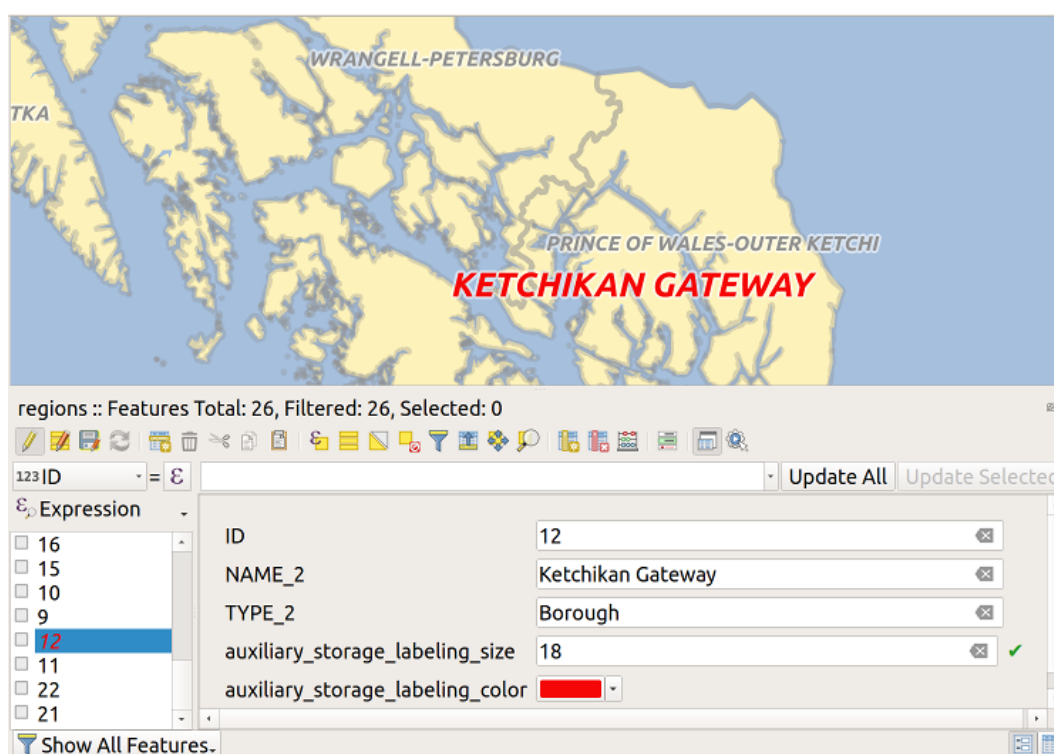 WRANGELL-PETERSBURG
TKA
PRINCE OF WALES-OUTER KETCHI
KETCHIKAN GATEWAY
regions :: Features Total: 26, Filtered: 26, Selected: 0
123 ID = ε Update All Update Selected
Expression
ID 12
16
15
NAME_2 Ketchikan Gateway
10
9
TYPE_2 Borough
12
auxiliary_storage_labeling_size 18
11
22
auxiliary_storage_labeling_color
21
Show All Features